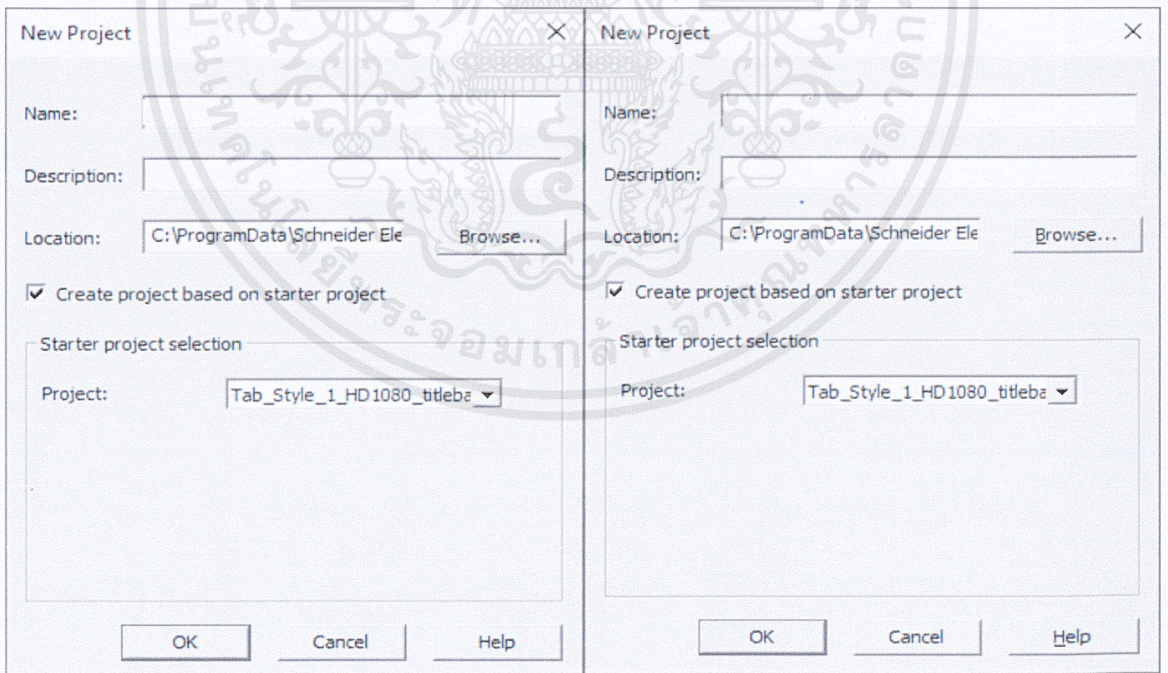 New Project
Name:
Description:
Location: C:\ProgramData\Schneider Ele Browse...
Create project based on starter project
Starter project selection
Project: Tab_Style_1_HD1080_titleba
OK Cancel Help
New Project
Name:
Description:
Location: C:\ProgramData\Schneider Ele Browse...
Create project based on starter project
Starter project selection
Project: Tab_Style_1_HD1080_titleba
OK Cancel Help